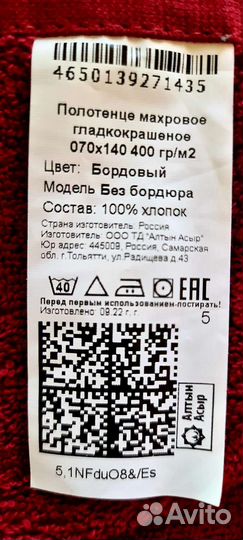 4650139271435
Полотенце махровое
гладкокрашеное
070x140 400 гр/м2
Цвет: Бордовый
Модель Без бордюра
Состав: 100% хлопок
Страна изготовитель: Россия
Изготовитель: ООО ТД "Алтын Асыр"
Юр адрес: 445009, Россия, Самарская
обл. г.Тольятти, ул.Радищева д.43
40
EAC
Перед первым использованием-постирать!
Изготовлено: 09.22 г. г.
5
Алтын
Асыр
5,1NFduO8&/Es
Avito